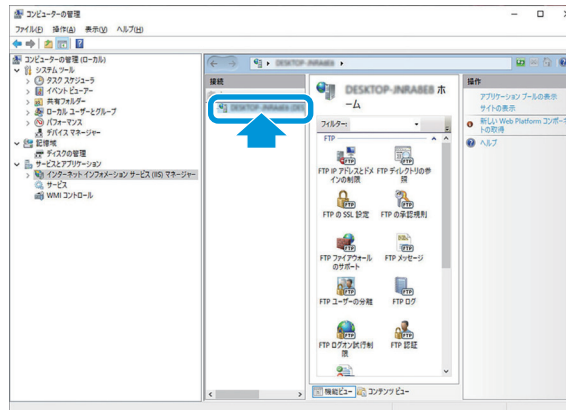 コンピューターの管理
ファイル(F) 操作(A) 表示(V) ヘルプ(H)
コンピューターの管理 (ローカル)
システム ツール
タスク スケジューラ
イベント ビューアー
共有フォルダー
ローカル ユーザーとグループ
パフォーマンス
デバイス マネージャー
記憶域
ディスクの管理
サービスとアプリケーション
インターネット インフォメーション サービス (IIS) マネージャー
サービス
WMI コントロール
接続
DESKTOP-JNRA8E8 ホ
ーム
フィルター:
FTP
FTP IP アドレスとドメ
インの制限
FTP ディレクトリの参
照
FTP の SSL 設定
FTP の承認規則
FTP ファイアウォール
のサポート
FTP メッセージ
FTP ユーザーの分離
FTP ログ
FTP ログオン試行制
限
FTP 認証
機能ビュー
コンテンツ ビュー
操作
アプリケーション プールの表示
サイトの表示
新しい Web Platform コンポーネ
トの取得
ヘルプ